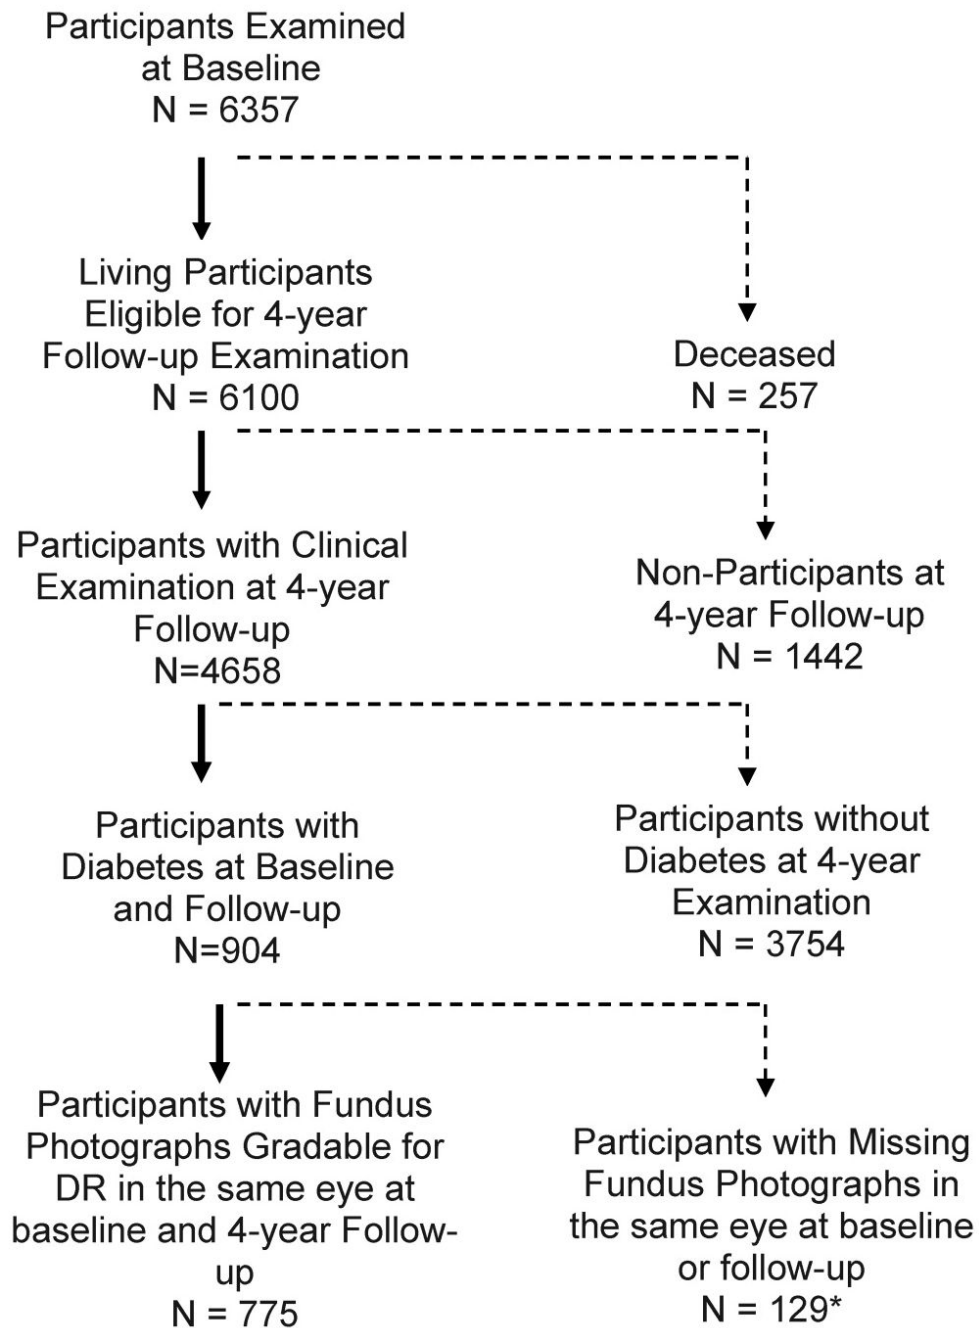 Participants Examined
at Baseline
N = 6357
Living Participants
Eligible for 4-year
Follow-up Examination
N = 6100
Deceased
N = 257
Participants with Clinical
Examination at 4-year
Follow-up
N=4658
Non-Participants at
4-year Follow-up
N = 1442
Participants with
Diabetes at Baseline
and Follow-up
N=904
Participants without
Diabetes at 4-year
Examination
N = 3754
Participants with Fundus
Photographs Gradable for
DR in the same eye at
baseline and 4-year Follow-
up
N = 775
Participants with Missing
Fundus Photographs in
the same eye at baseline
or follow-up
N = 129*